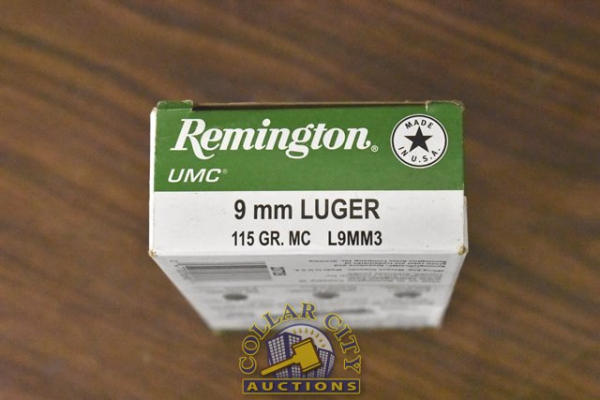 Remington®
MADE
IN U.S.A.
UMC®
9 mm LUGER
115 GR. MC L9MM3
COLLAR CITY
AUCTIONS